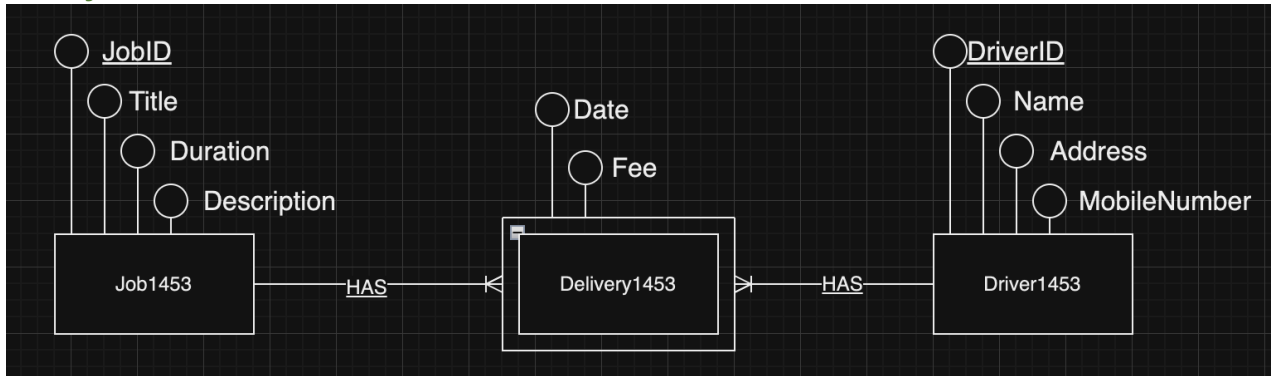 JobID
Title
Duration
Description
Job1453
HAS
Date
Fee
Delivery1453
HAS
DriverID
Name
Address
MobileNumber
Driver1453